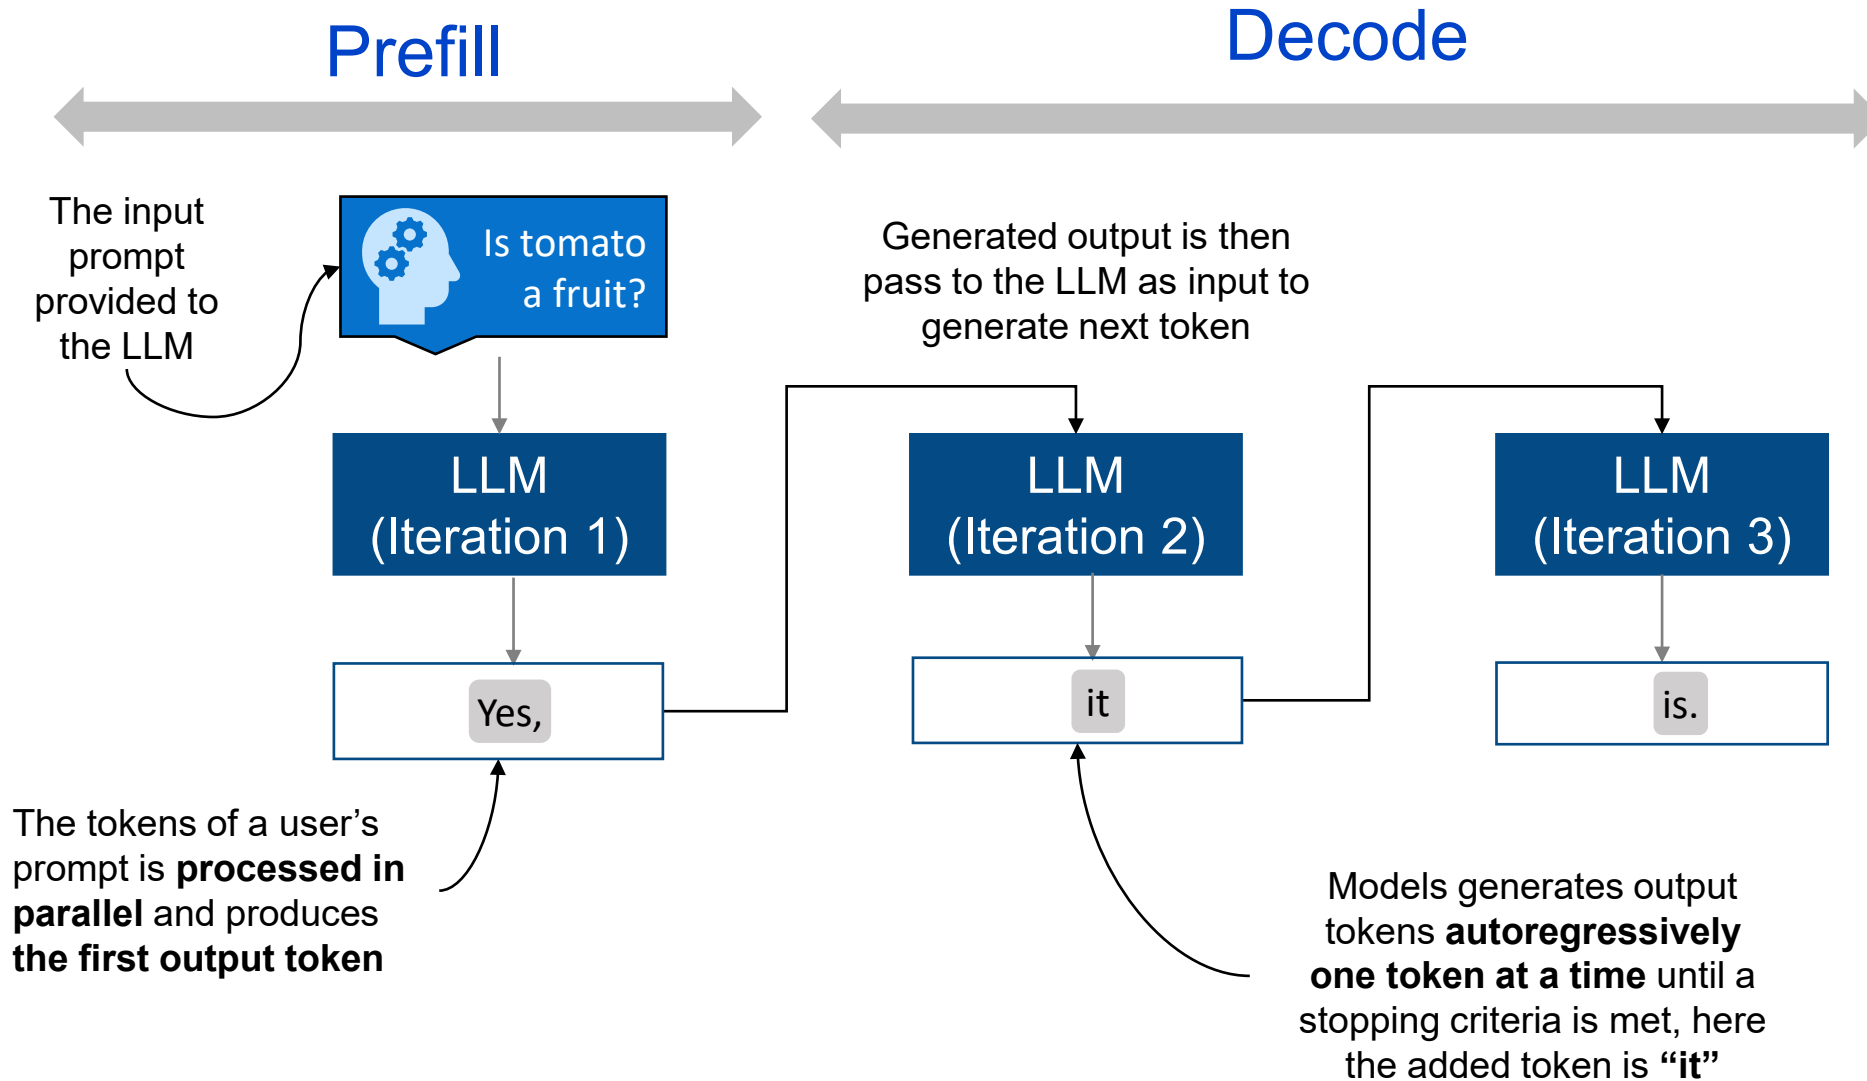 Prefill
Decode
The input
prompt
provided to
the LLM
Is tomato
a fruit?
Generated output is then
pass to the LLM as input to
generate next token
LLM
(Iteration 1)
LLM
(Iteration 2)
LLM
(Iteration 3)
Yes,
it
is.
The tokens of a user’s
prompt is processed in
parallel and produces
the first output token
Models generates output
tokens autoregressively
one token at a time until a
stopping criteria is met, here
the added token is “it”